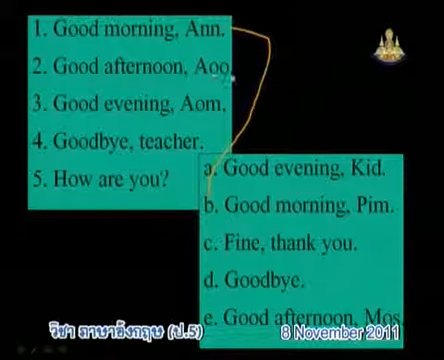 1. Good morning, Ann.
2. Good afternoon, Aoo.
3. Good evening, Aom.
4. Goodbye, teacher.
5. How are you?
a. Good evening, Kid.
b. Good morning, Pim.
c. Fine, thank you.
d. Goodbye.
e. Good afternoon, Mos
วิชา ภาษาอังกฤษ (ป.5)
8 November 2011